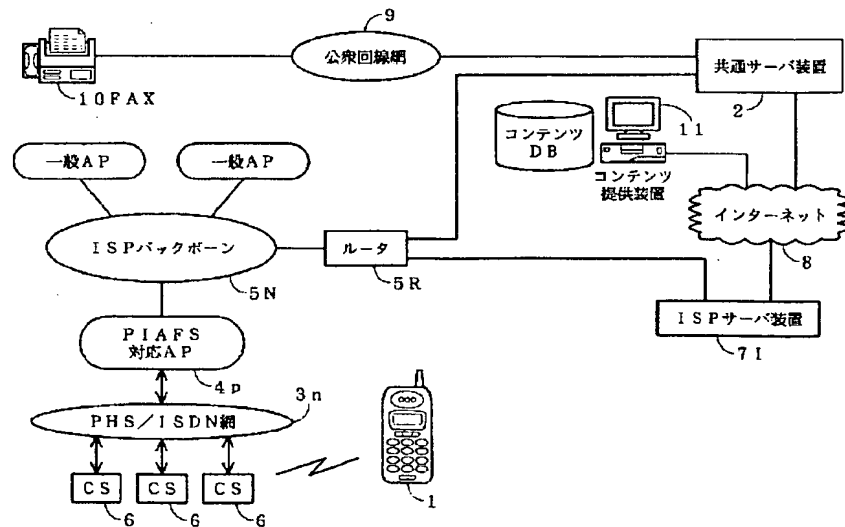 9
公衆回線網
共通サーバ装置
2
10FAX
11
コンテンツ
DB
コンテンツ
提供装置
一般AP
一般AP
インターネット
8
ISPバックボーン
5N
ルータ
5R
ISPサーバ装置
7I
PIAFS
対応AP
4p
3n
PHS/ISDN網
CS
CS
CS
6
6
6
1